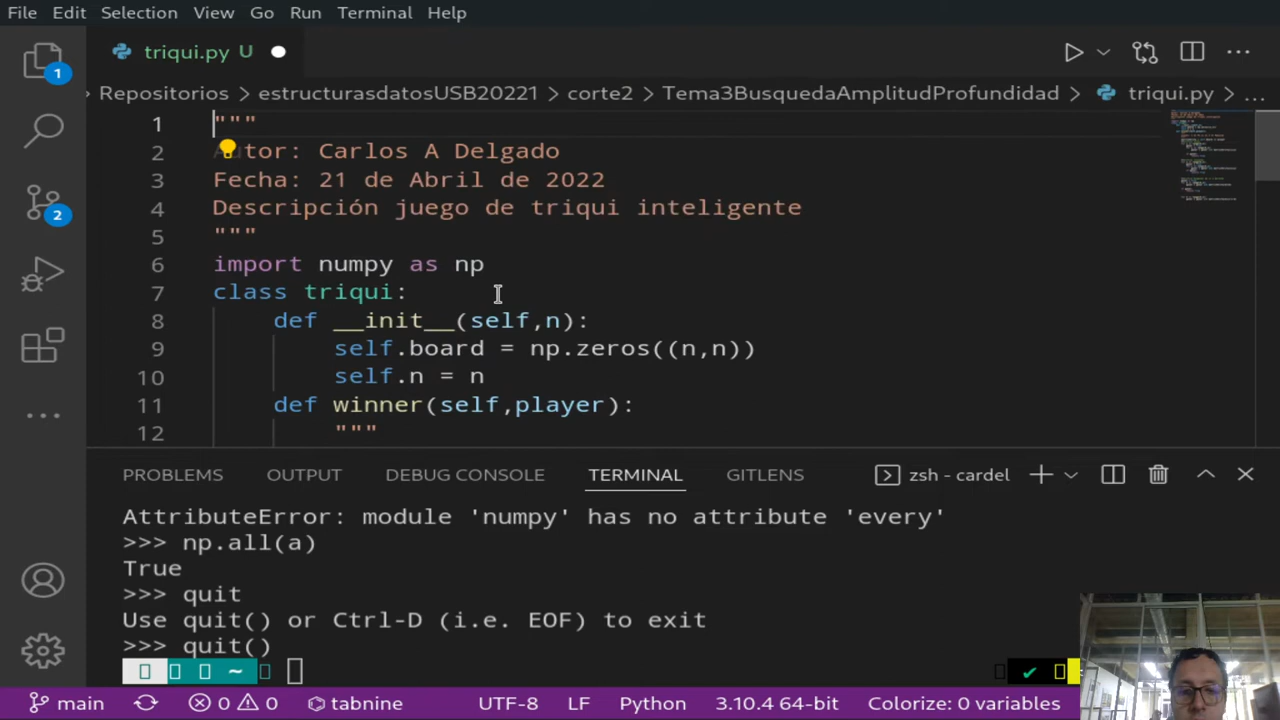 File Edit Selection View Go Run Terminal Help
triqui.py U
1
Repositorios > estructurasdatosUSB20221 > corte2 > Tema3BusquedaAmplitudProfundidad > triqui.py > ...
1 """
2 Autor: Carlos A Delgado
3 Fecha: 21 de Abril de 2022
4 Descripción juego de triqui inteligente
5 """
6 import numpy as np
7 class triqui:
8 def __init__(self,n):
9 self.board = np.zeros((n,n))
10 self.n = n
11 def winner(self,player):
12 """
2
PROBLEMS OUTPUT DEBUG CONSOLE TERMINAL GITLENS zsh - cardel
AttributeError: module 'numpy' has no attribute 'every'
>>> np.all(a)
True
>>> quit
Use quit() or Ctrl-D (i.e. EOF) to exit
>>> quit()
~
main 0 0 tabnine UTF-8 LF Python 3.10.4 64-bit Colorize: 0 variables